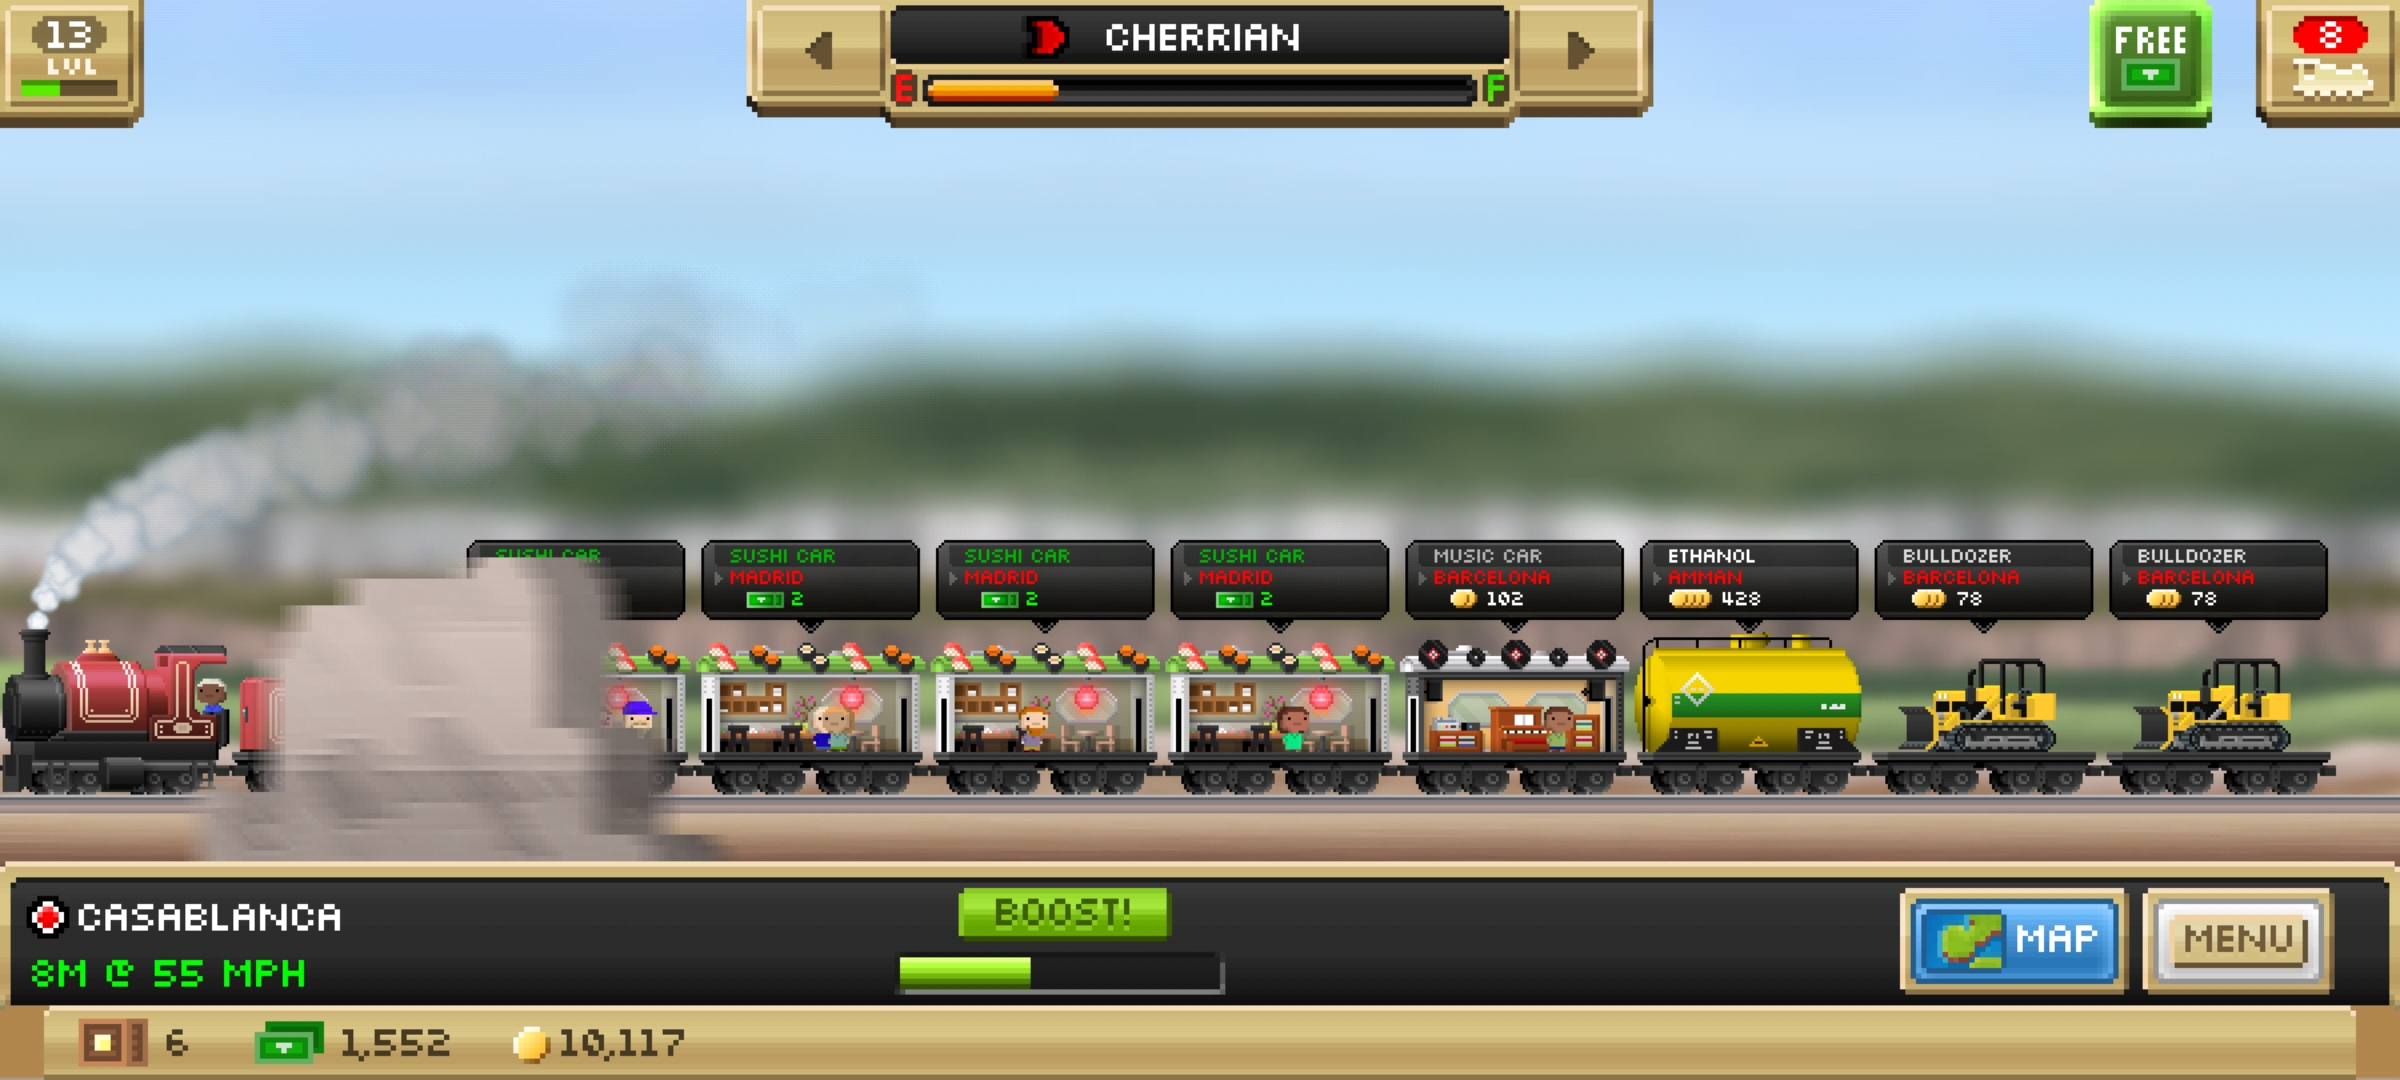 13
LVL
CHERRIAN
E F
FREE
8
SUSHI CAR
SUSHI CAR
MADRID
2
SUSHI CAR
MADRID
2
SUSHI CAR
MADRID
2
MUSIC CAR
BARCELONA
102
ETHANOL
AMMAN
428
BULLDOZER
BARCELONA
78
BULLDOZER
BARCELONA
78
CASABLANCA
8M @ 55 MPH
BOOST!
MAP
MENU
6 1,552 10,117